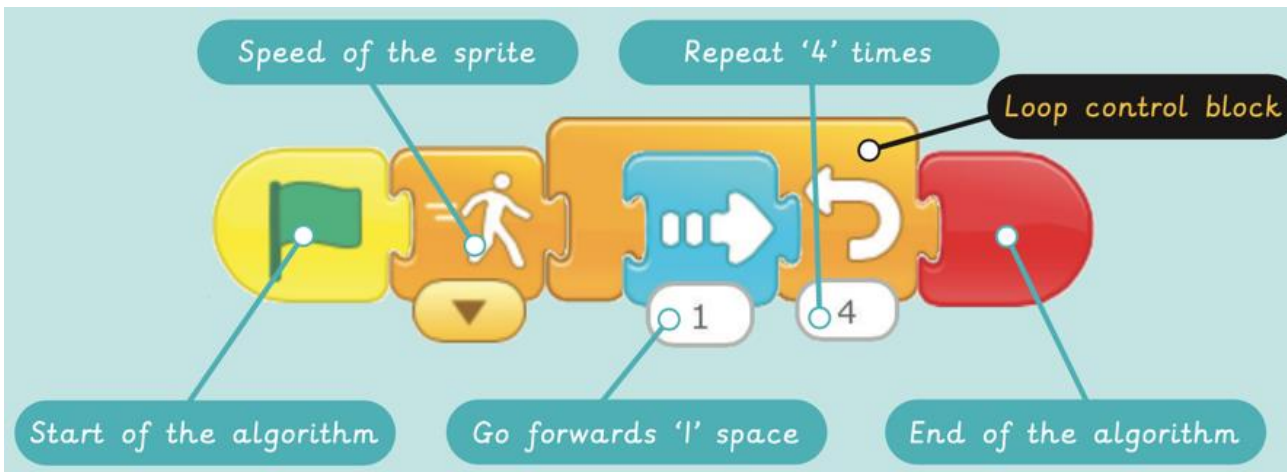 Speed of the sprite
Repeat ‘4’ times
Loop control block
1
4
Start of the algorithm
Go forwards ‘1’ space
End of the algorithm